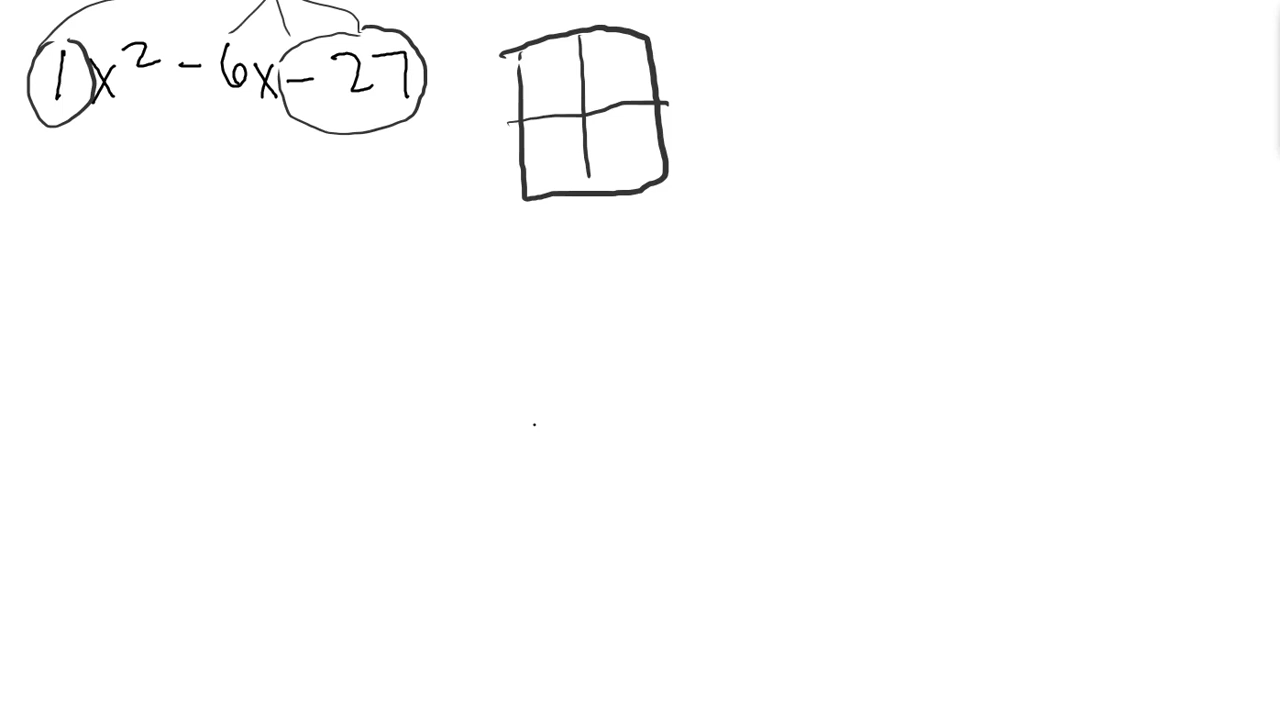 1x² - 6x - 27